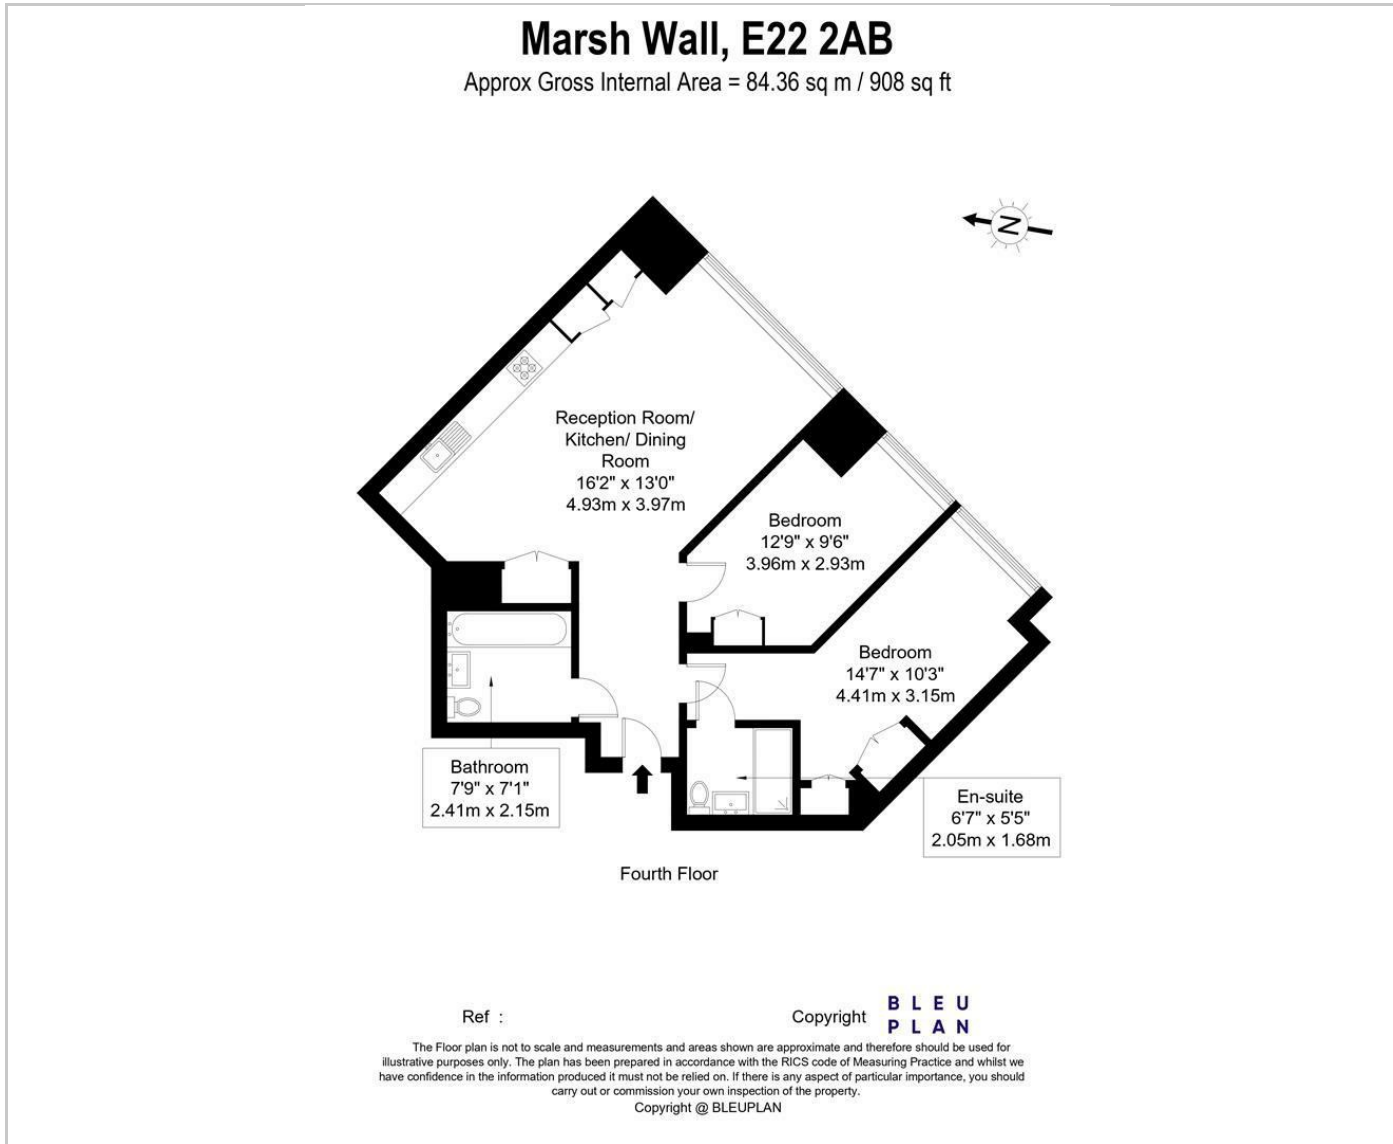 Marsh Wall, E22 2AB
Approx Gross Internal Area = 84.36 sq m / 908 sq ft
N
Reception Room/
Kitchen/ Dining
Room
16'2" x 13'0"
4.93m x 3.97m
Bedroom
12'9" x 9'6"
3.96m x 2.93m
Bedroom
14'7" x 10'3"
4.41m x 3.15m
Bathroom
7'9" x 7'1"
2.41m x 2.15m
En-suite
6'7" x 5'5"
2.05m x 1.68m
Fourth Floor
Ref :
Copyright
BLEU
PLAN
The Floor plan is not to scale and measurements and areas shown are approximate and therefore should be used for
illustrative purposes only. The plan has been prepared in accordance with the RICS code of Measuring Practice and whilst we
have confidence in the information produced it must not be relied on. If there is any aspect of particular importance, you should
carry out or commission your own inspection of the property.
Copyright @ BLEUPLAN